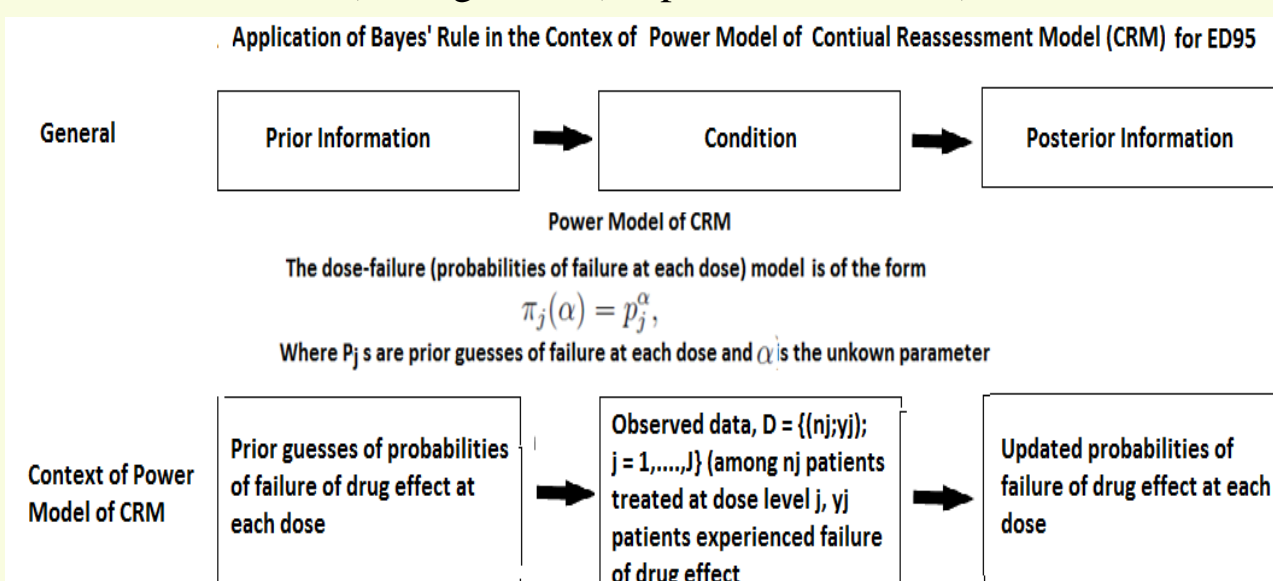 Application of Bayes' Rule in the Contex of Power Model of Contiual Reassessment Model (CRM) for ED95
General
Prior Information
Condition
Posterior Information
Power Model of CRM
The dose-failure (probabilities of failure at each dose) model is of the form
πⱼ(α) = pⱼ^α,
Where Pj s are prior guesses of failure at each dose and α is the unkown parameter
Context of Power
Model of CRM
Prior guesses of probabilities
of failure of drug effect at
each dose
Observed data, D = {(nj;yj);
j = 1,....,J} (among nj patients
treated at dose level j, yj
patients experienced failure
of drug effect
Updated probabilities of
failure of drug effect at each
dose